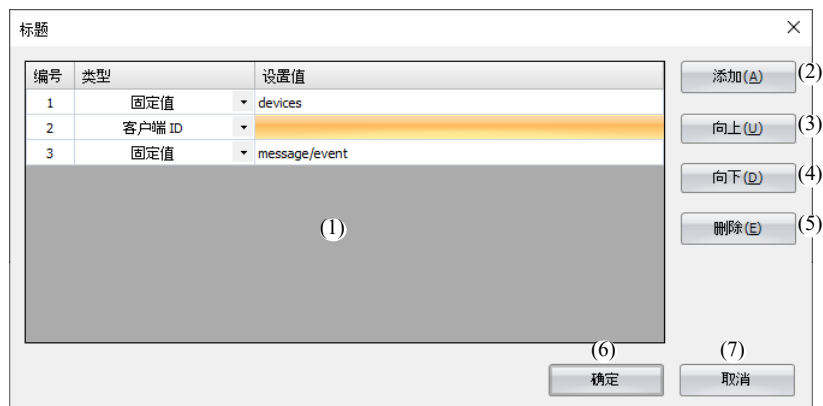 标题
编号 类型 设置值
1 固定值 devices
2 客户端 ID
3 固定值 message/event
(1)
添加(A) (2)
向上(U) (3)
向下(D) (4)
删除(E) (5)
(6) (7)
确定 取消